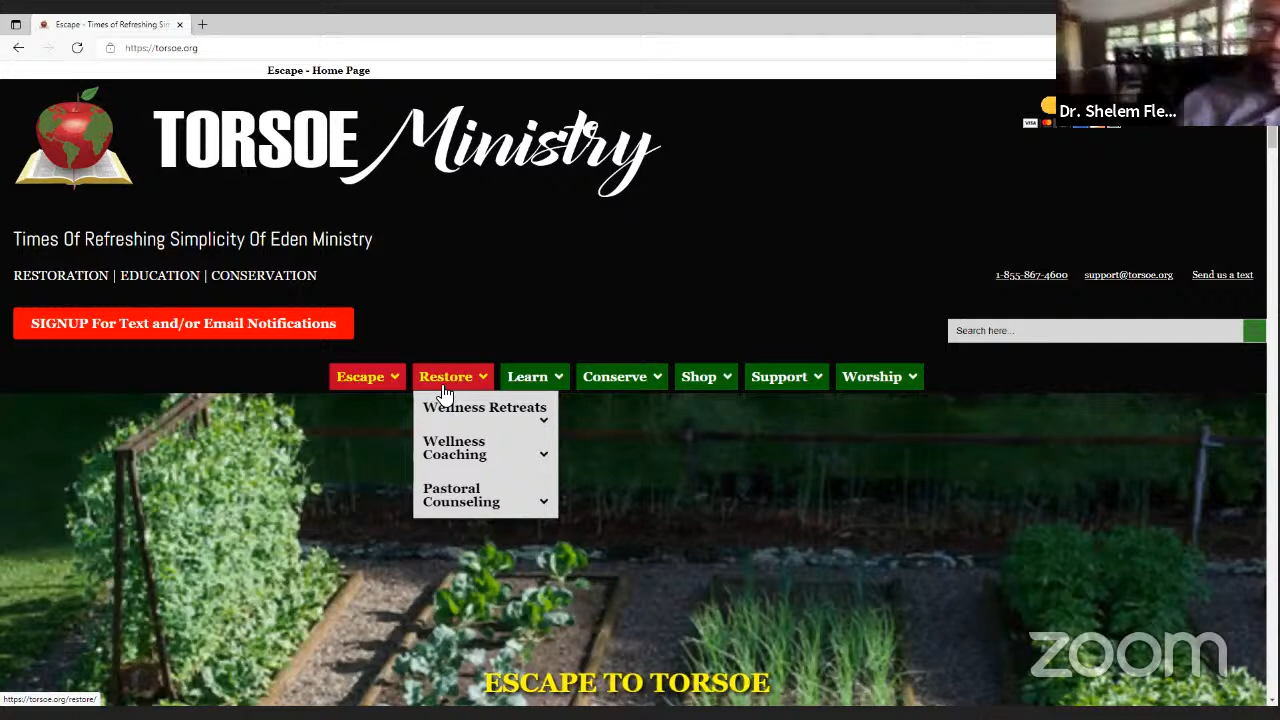 Escape - Times of Refreshing Sim
https://torsoe.org
Escape - Home Page
Dr. Shelem Fle...
VISA
TORSOE Ministry
Times Of Refreshing Simplicity Of Eden Ministry
RESTORATION | EDUCATION | CONSERVATION
1-855-867-4600 support@torsoe.org Send us a text
SIGNUP For Text and/or Email Notifications
Search here...
Escape Restore Learn Conserve Shop Support Worship
Wellness Retreats
Wellness
Coaching
Pastoral
Counseling
zoom
ESCAPE TO TORSOE
https://torsoe.org/restore/